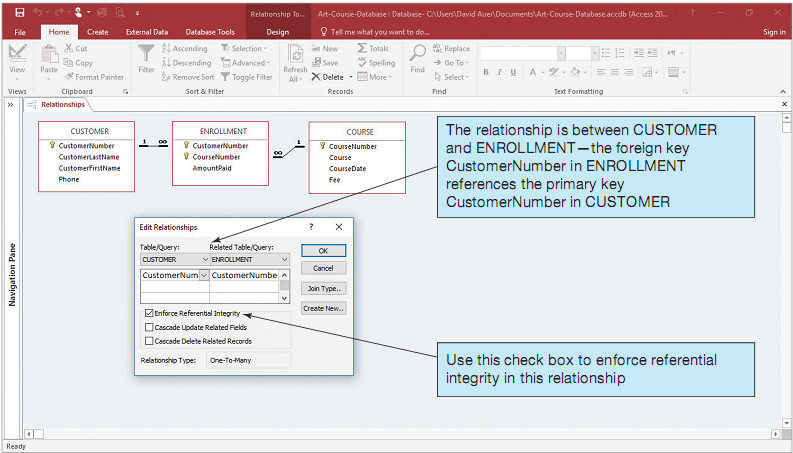 Relationship To... Art-Course-Database : Database- C:\Users\David Auer\Documents\Art-Course-Database.accdb [Access 20...
File Home Create External Data Database Tools Design Tell me what you want to do... Sign in
View
Paste
Cut
Copy
Format Painter
Filter
Ascending
Descending
Remove Sort
Selection
Advanced
Toggle Filter
Refresh
All
New
Save
Delete
Totals
Spelling
More
Find
Replace
Go To
Select
B I U A
Views Clipboard Sort & Filter Records Find Text Formatting
Relationships
Navigation Pane
CUSTOMER
CustomerNumber
CustomerLastName
CustomerFirstName
Phone
1 ∞
ENROLLMENT
CustomerNumber
CourseNumber
AmountPaid
∞ 1
COURSE
CourseNumber
Course
CourseDate
Fee
The relationship is between CUSTOMER
and ENROLLMENT—the foreign key
CustomerNumber in ENROLLMENT
references the primary key
CustomerNumber in CUSTOMER
Edit Relationships ? ×
Table/Query: Related Table/Query:
CUSTOMER ENROLLMENT
CustomerNum CustomerNumbe
Enforce Referential Integrity
Cascade Update Related Fields
Cascade Delete Related Records
Relationship Type: One-To-Many
OK
Cancel
Join Type..
Create New..
Use this check box to enforce referential
integrity in this relationship
Ready